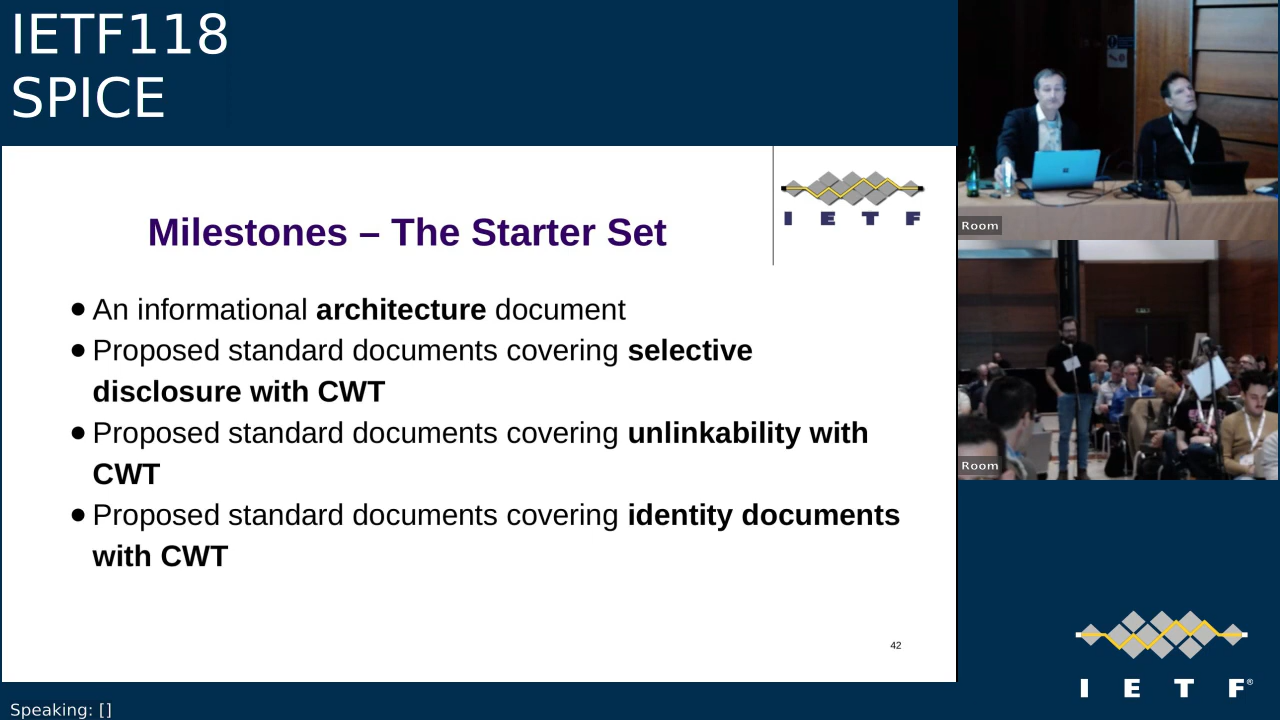 IETF118
SPICE
Milestones – The Starter Set
I E T F
● An informational architecture document
● Proposed standard documents covering selective
disclosure with CWT
● Proposed standard documents covering unlinkability with
CWT
● Proposed standard documents covering identity documents
with CWT
42
Room
Room
I E T F®
Speaking: []